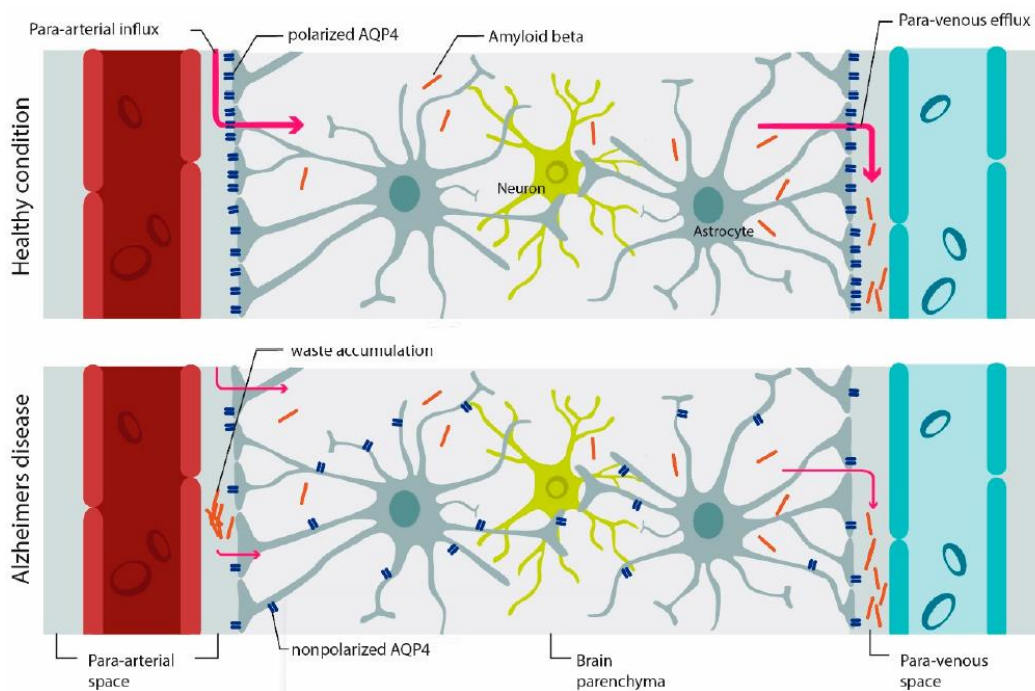 Para-arterial influx
polarized AQP4
Amyloid beta
Para-venous efflux
Healthy condition
Neuron
Astrocyte
waste accumulation
Alzheimers disease
nonpolarized AQP4
Para-arterial
space
Brain
parenchyma
Para-venous
space